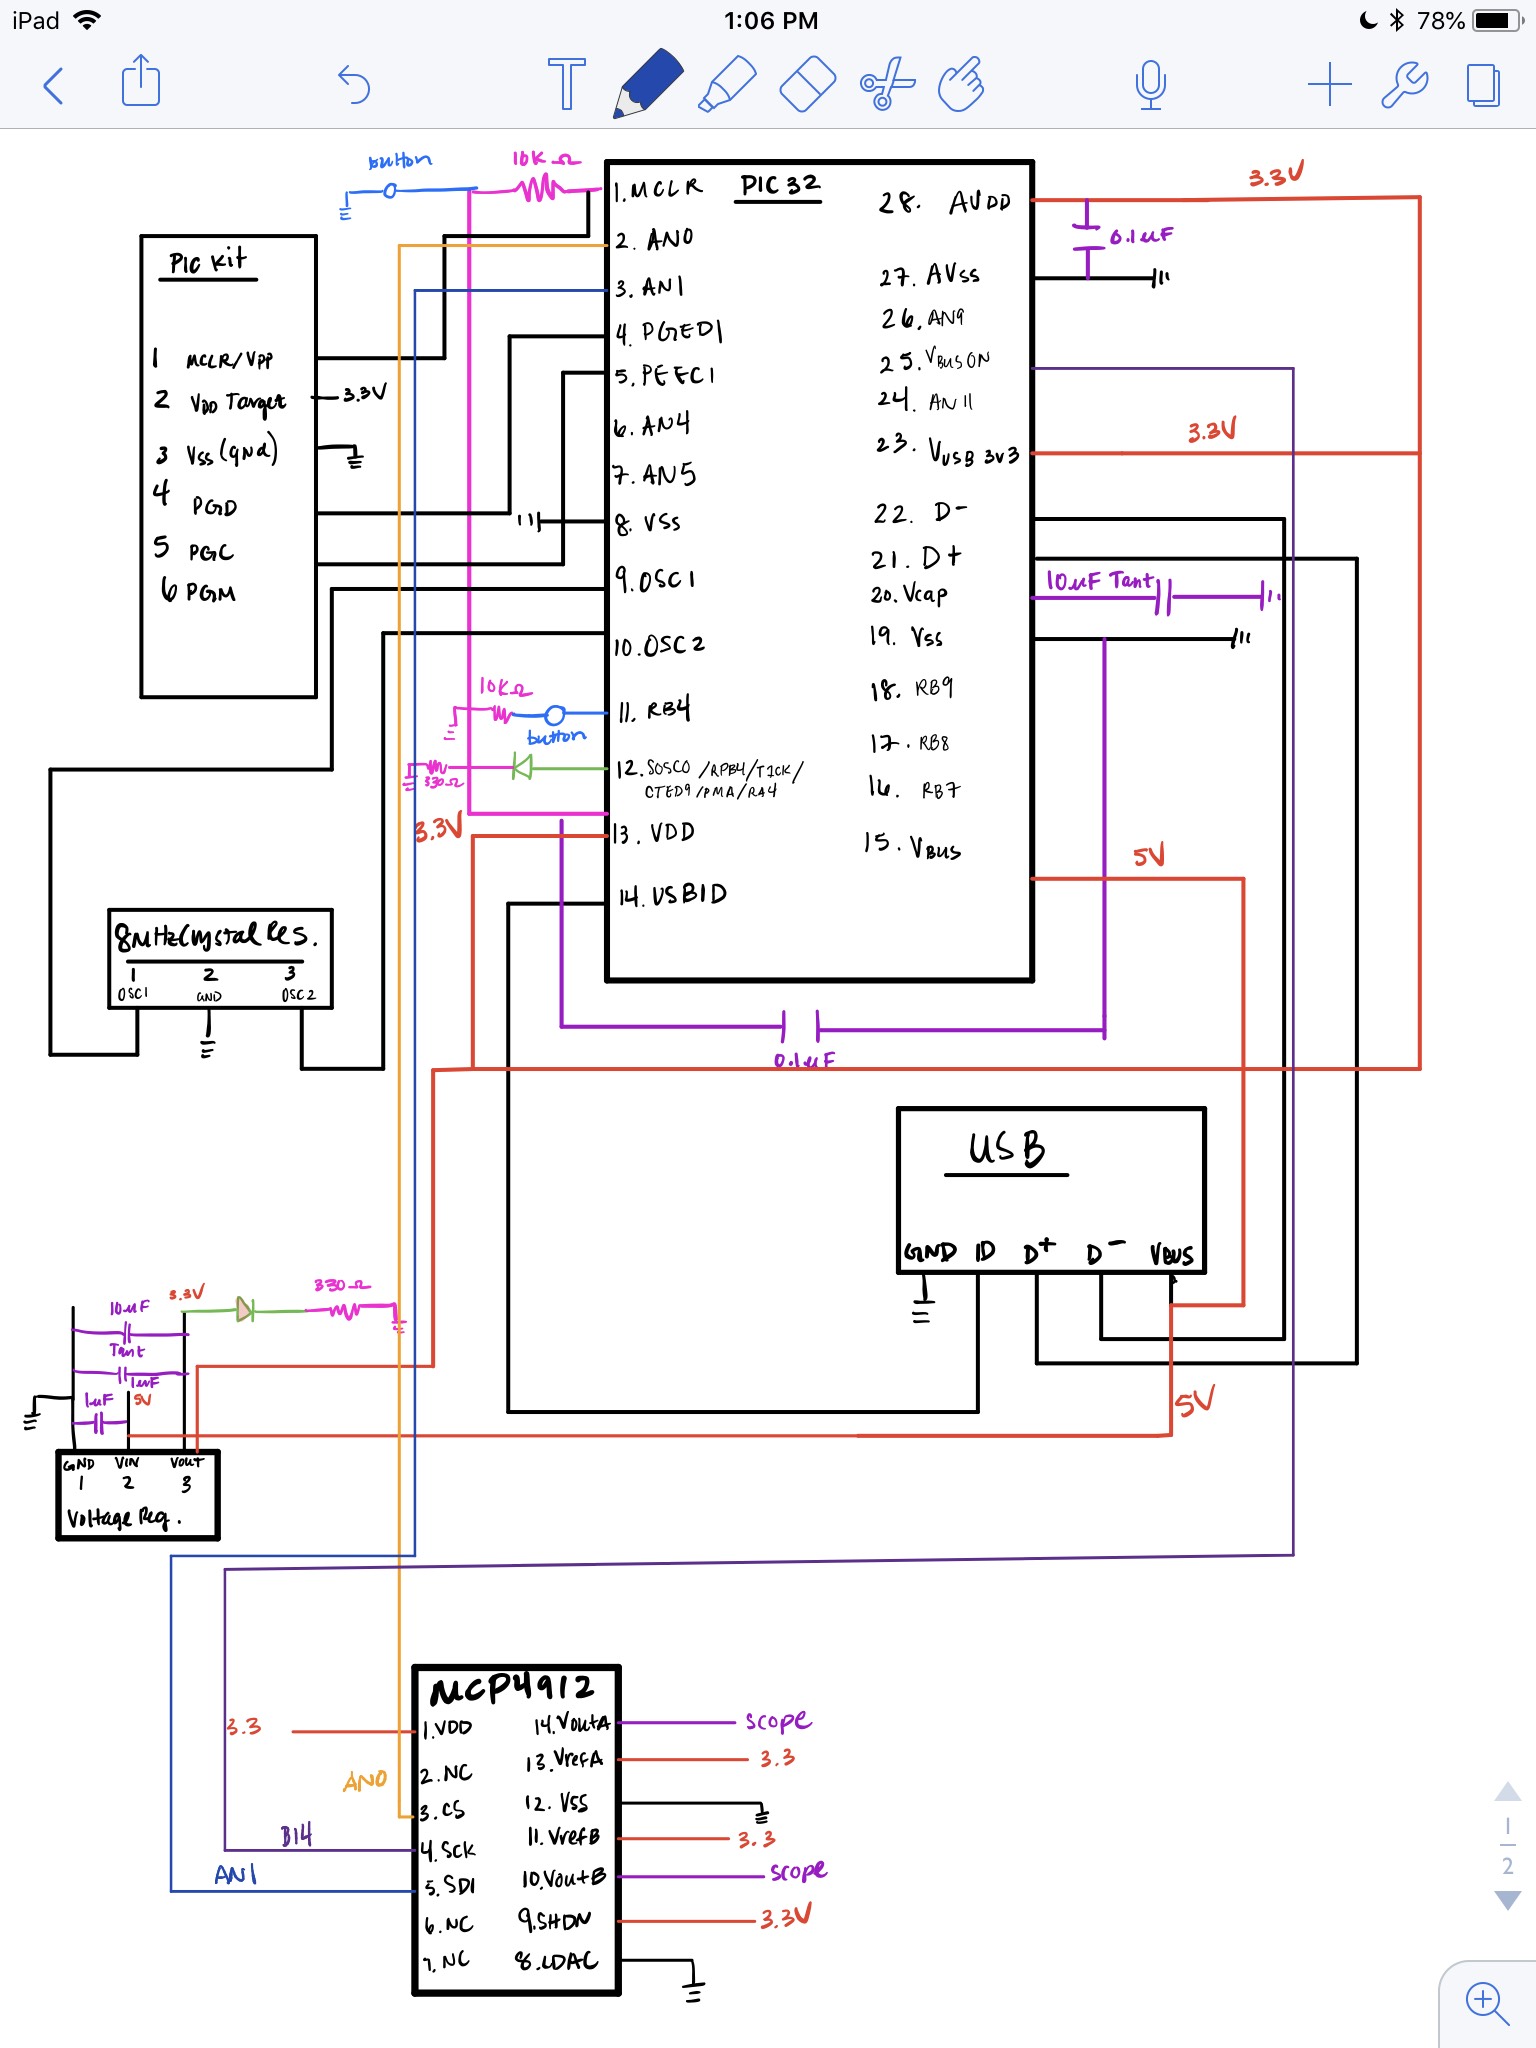 iPad 1:06 PM 78%
T
button
10K Ω
3.3V
0.1uF
PIC 32
1. MCLR
2. AN0
3. AN1
4. PGED1
5. PEEC1
6. AN4
7. AN5
8. VSS
9. OSC1
10. OSC2
11. RB4
12. SOSCO /RPB4/T1CK/
CTED9/PMA/RA4
13. VDD
14. USBID
28. AVDD
27. AVSS
26. AN9
25. VBUSON
24. AN11
23. VUSB 3V3
22. D-
21. D+
20. Vcap
19. Vss
18. RB9
17. RB8
16. RB7
15. VBUS
PIC Kit
1 MCLR/VPP
2 VDD Target 3.3V
3 VSS (gnd)
4 PGD
5 PGC
6 PGM
3.3V
10uF Tant
10KΩ
button
330Ω
3.3V
5V
0.1uF
8MHz Crystal Res.
1 2 3
OSC1 GND OSC2
USB
GND ID D+ D- VBUS
5V
3.3V
330Ω
10uF
Tant
1uF
1uF
5V
GND VIN VOUT
1 2 3
Voltage Reg.
MCP4912
1. VDD
2. NC
3. CS
4. SCK
5. SDI
6. NC
7. NC
14. VoutA
13. VrefA
12. VSS
11. VrefB
10. VoutB
9. SHDN
8. LDAC
3.3
AN0
B14
AN1
scope
3.3
3.3
scope
3.3V
1
2